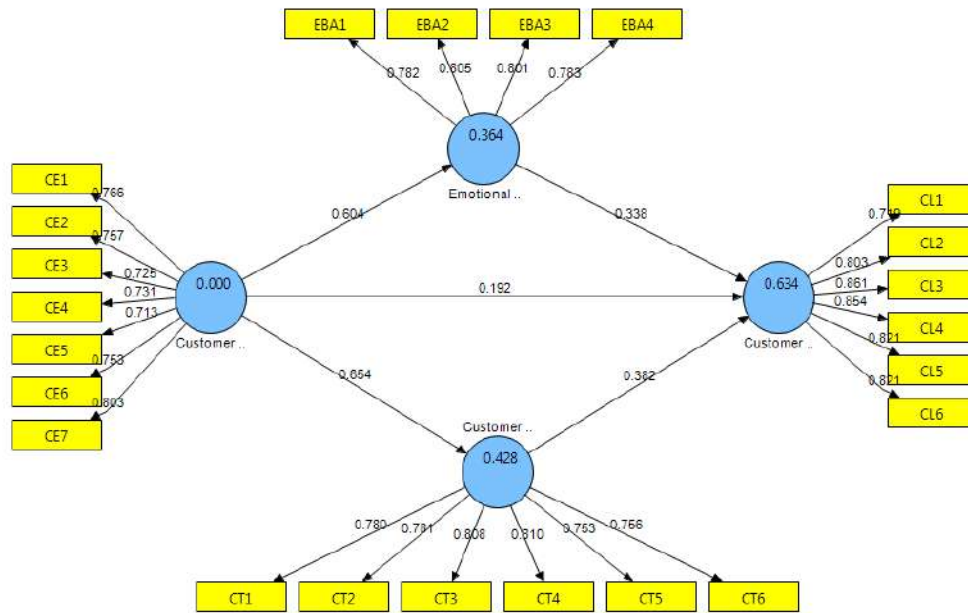 EBA1
EBA2
EBA3
EBA4
0.782
0.805
0.801
0.783
0.364
Emotional ..
CE1
CE2
CE3
CE4
CE5
CE6
CE7
0.766
0.757
0.725
0.731
0.713
0.753
0.803
0.000
Customer ..
0.604
0.338
0.192
0.654
0.382
0.634
Customer ..
CL1
CL2
CL3
CL4
CL5
CL6
0.719
0.803
0.861
0.854
0.821
0.821
Customer ..
0.428
0.780
0.781
0.808
0.810
0.753
0.766
CT1
CT2
CT3
CT4
CT5
CT6